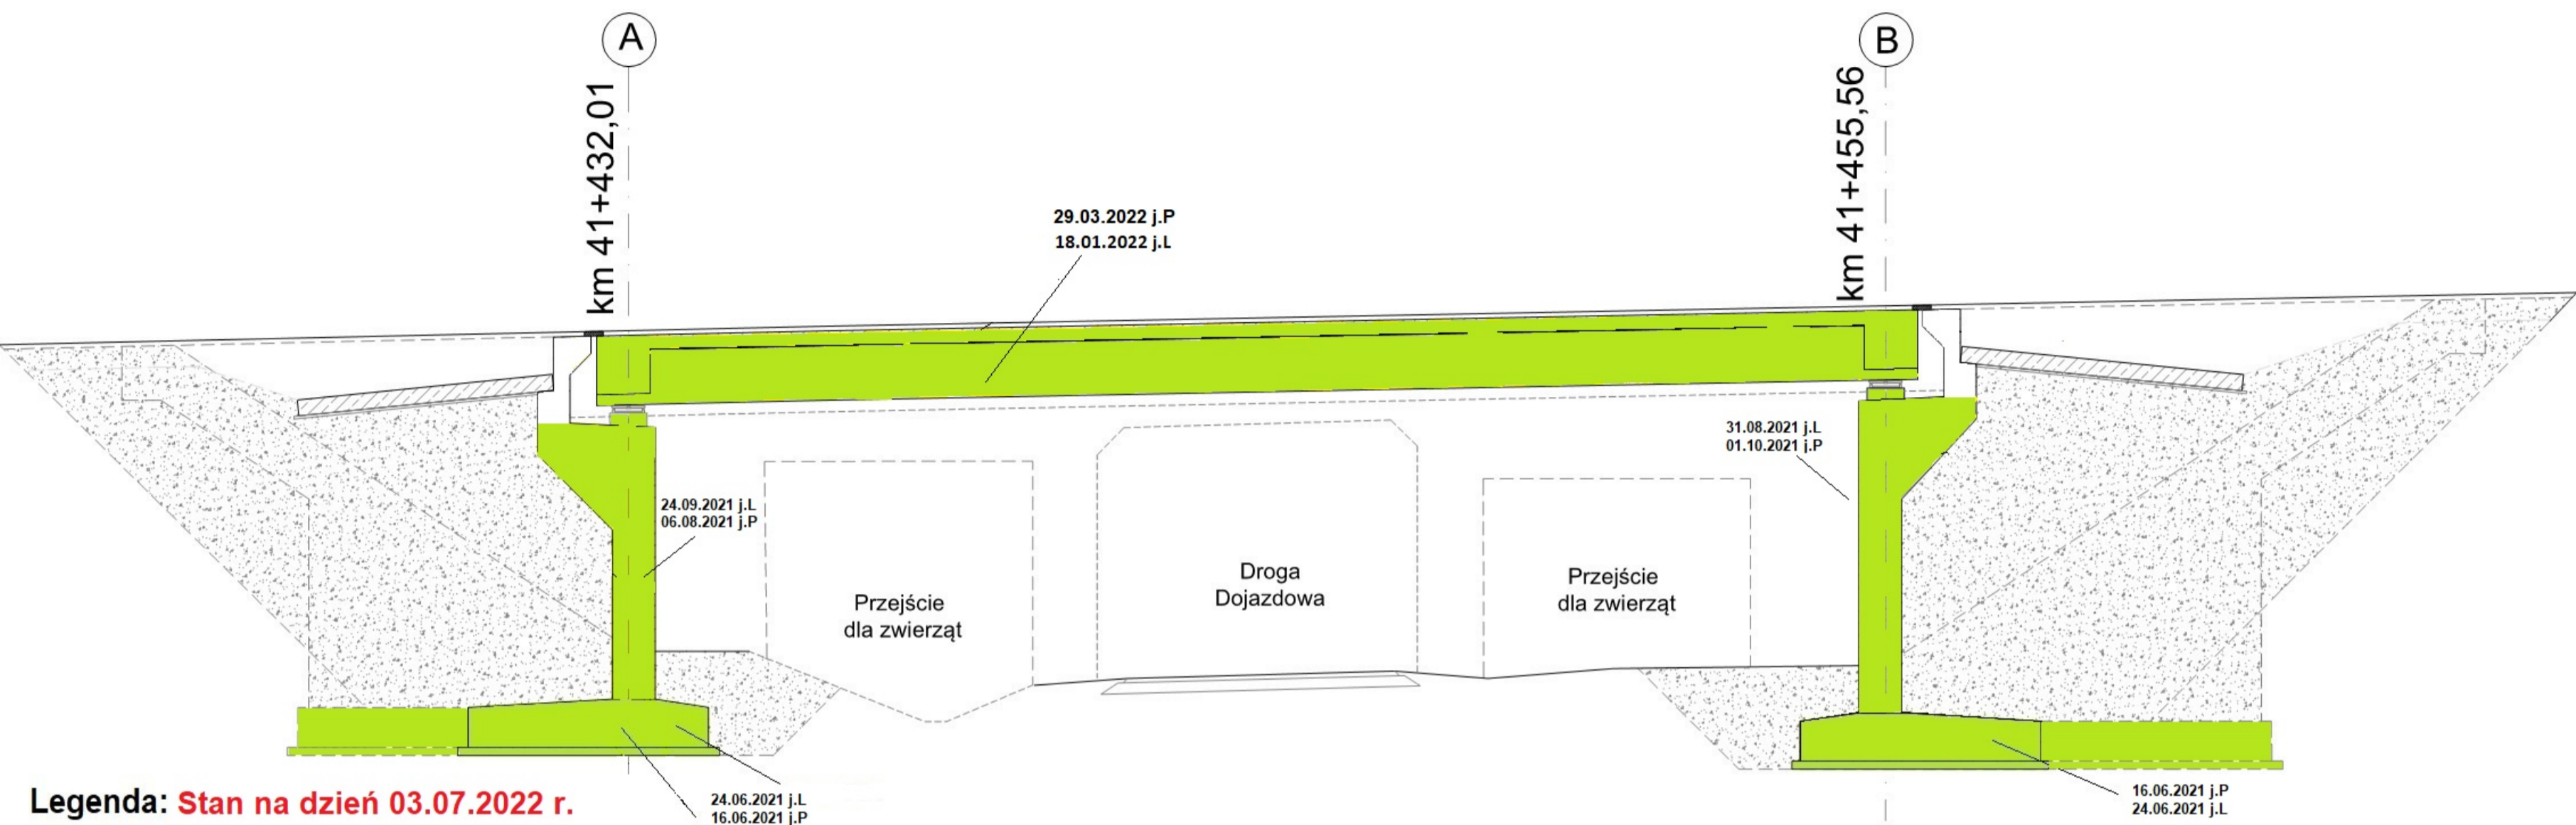 A
B
km 41+432,01
km 41+455,56
29.03.2022 j.P
18.01.2022 j.L
31.08.2021 j.L
01.10.2021 j.P
24.09.2021 j.L
06.08.2021 j.P
Przejście
dla zwierząt
Droga
Dojazdowa
Przejście
dla zwierząt
Legenda: Stan na dzień 03.07.2022 r.
24.06.2021 j.L
16.06.2021 j.P
16.06.2021 j.P
24.06.2021 j.L